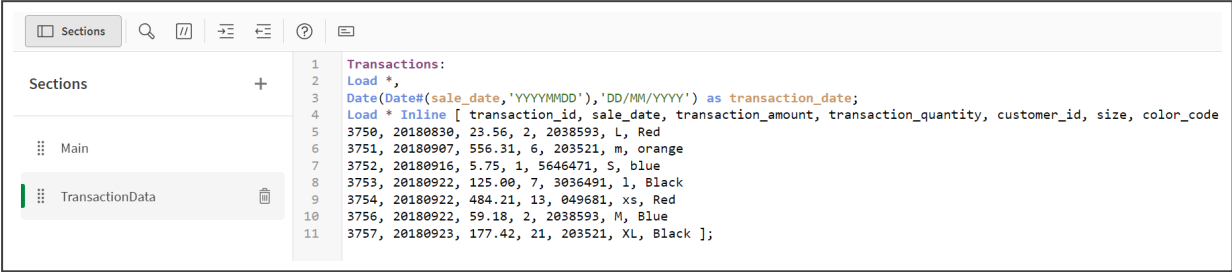 Sections
Sections +
Main
TransactionData
1 Transactions:
2 Load *,
3 Date(Date#(sale_date,'YYYYMMDD'),'DD/MM/YYYY') as transaction_date;
4 Load * Inline [ transaction_id, sale_date, transaction_amount, transaction_quantity, customer_id, size, color_code
5 3750, 20180830, 23.56, 2, 2038593, L, Red
6 3751, 20180907, 556.31, 6, 203521, m, orange
7 3752, 20180916, 5.75, 1, 5646471, S, blue
8 3753, 20180922, 125.00, 7, 3036491, l, Black
9 3754, 20180922, 484.21, 13, 049681, xs, Red
10 3756, 20180922, 59.18, 2, 2038593, M, Blue
11 3757, 20180923, 177.42, 21, 203521, XL, Black ];